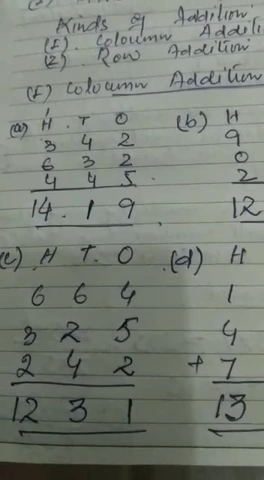 Kinds of Addition
(1). Coloumn Additi
(2). Row Addition
(1) Coloumn Addition
(a) H . T O (b) H
3 4 2 9
6 3 2 0
4 4 5 2
14 . 1 9 12
(c) . H T. O (d) H
6 6 4 1
3 2 5 4
2 4 2 + 7
12 3 1 13